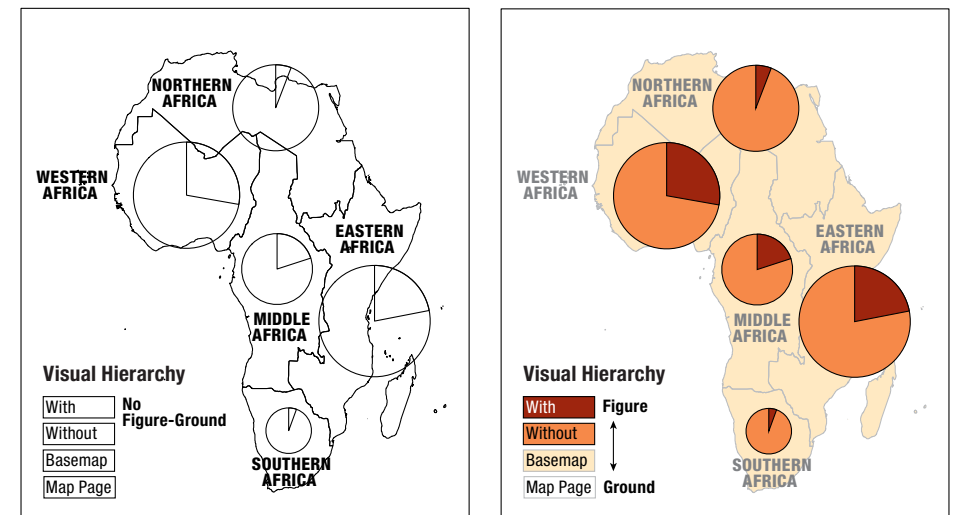 NORTHERN
AFRICA
WESTERN
AFRICA
EASTERN
AFRICA
MIDDLE
AFRICA
SOUTHERN
AFRICA
Visual Hierarchy
With
Without
Basemap
Map Page
No
Figure-Ground
NORTHERN
AFRICA
WESTERN
AFRICA
EASTERN
AFRICA
MIDDLE
AFRICA
SOUTHERN
AFRICA
Visual Hierarchy
With
Without
Basemap
Map Page
Figure
Ground